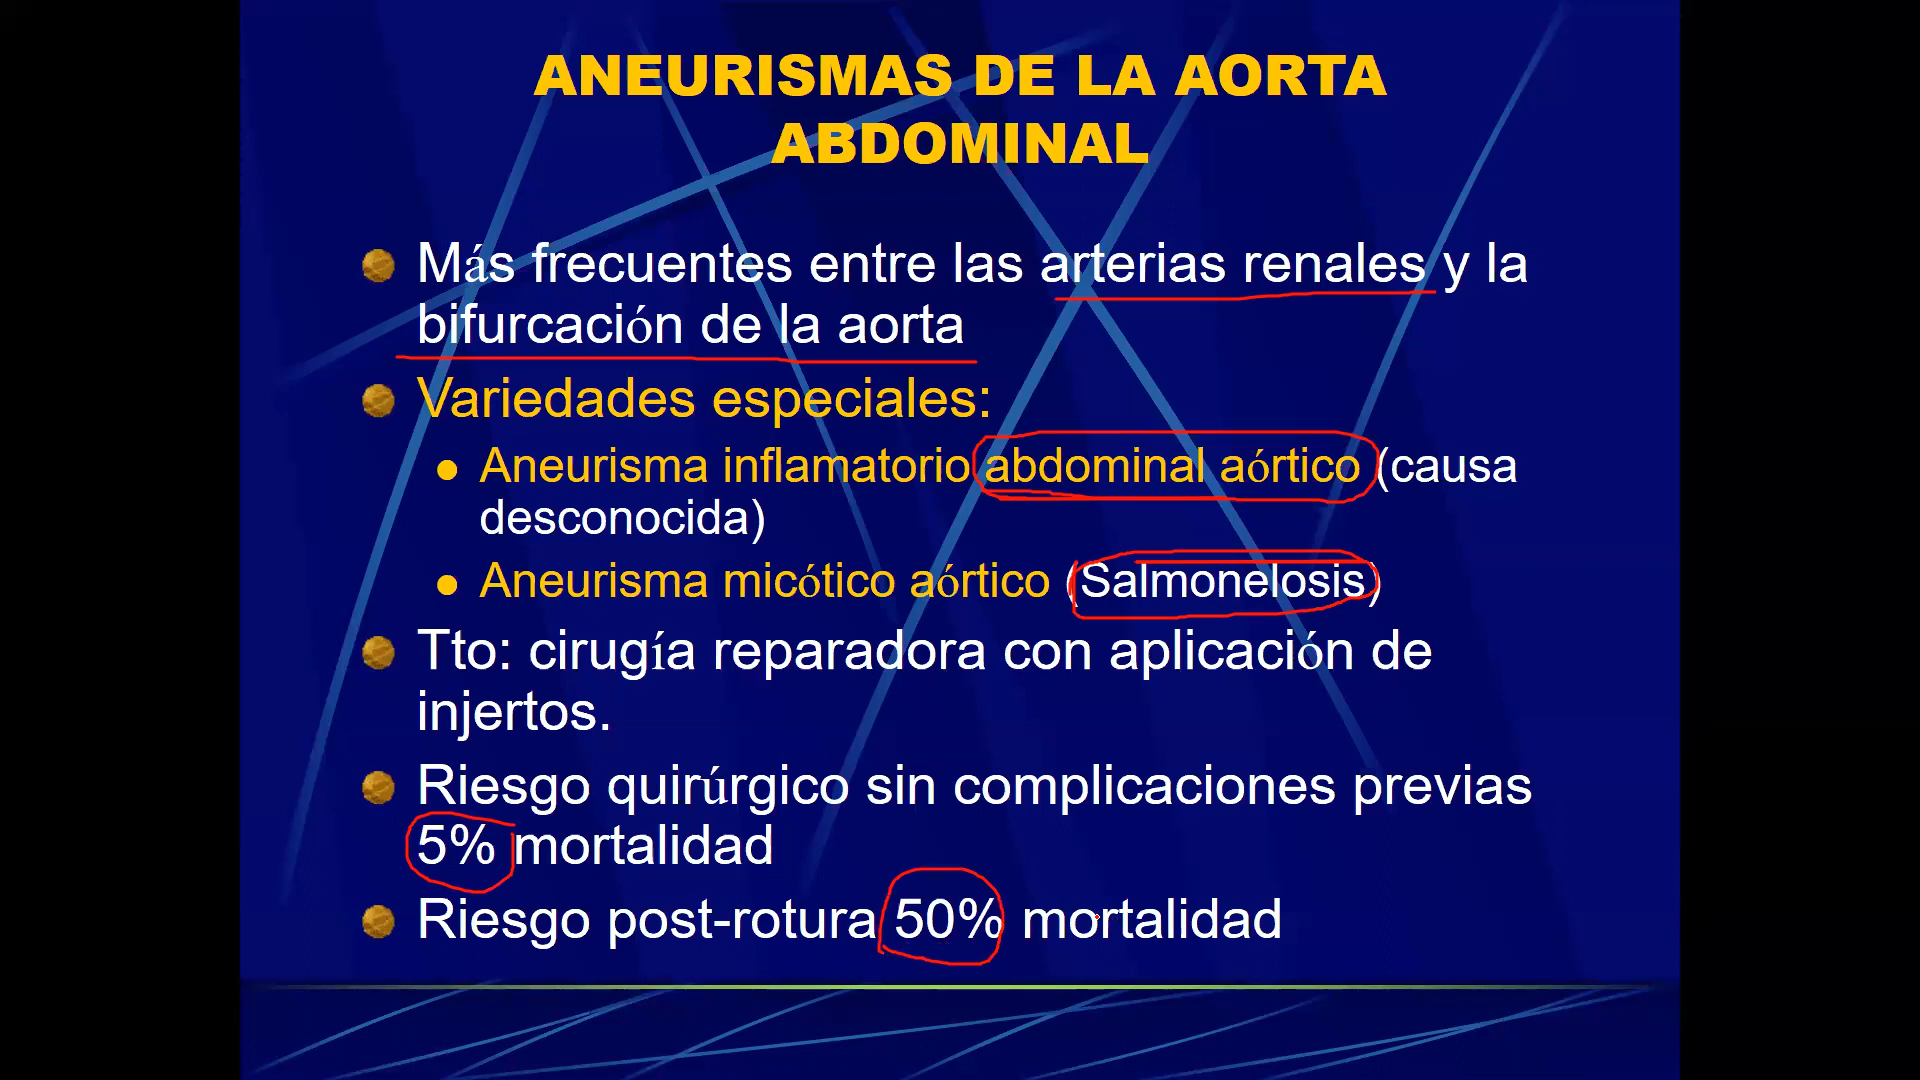 ANEURISMAS DE LA AORTA
ABDOMINAL
Más frecuentes entre las arterias renales y la
bifurcación de la aorta
Variedades especiales:
Aneurisma inflamatorio abdominal aórtico (causa
desconocida)
Aneurisma micótico aórtico (Salmonelosis)
Tto: cirugía reparadora con aplicación de
injertos.
Riesgo quirúrgico sin complicaciones previas
5% mortalidad
Riesgo post-rotura 50% mortalidad